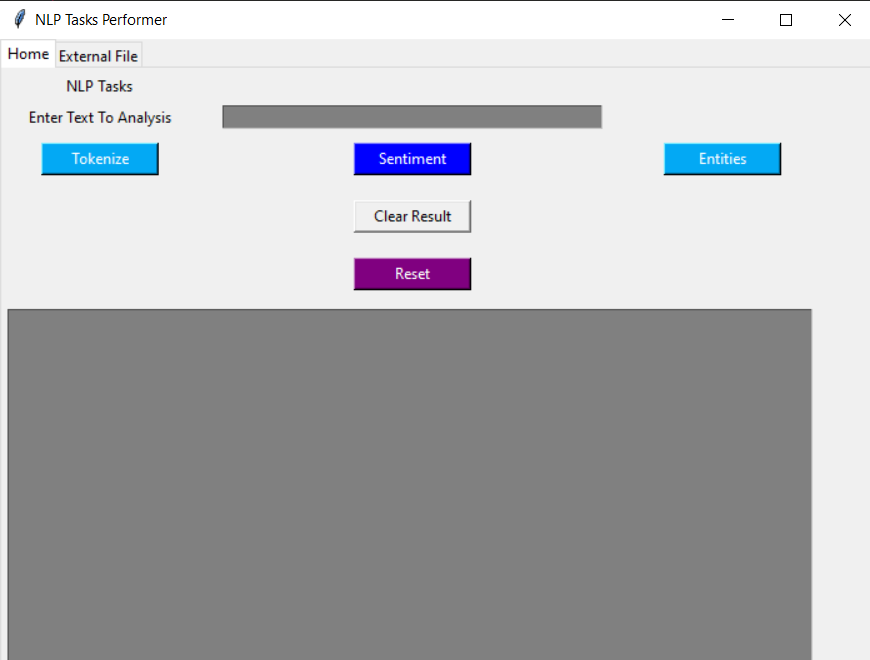 NLP Tasks Performer
Home External File
NLP Tasks
Enter Text To Analysis
Tokenize Sentiment Entities
Clear Result
Reset